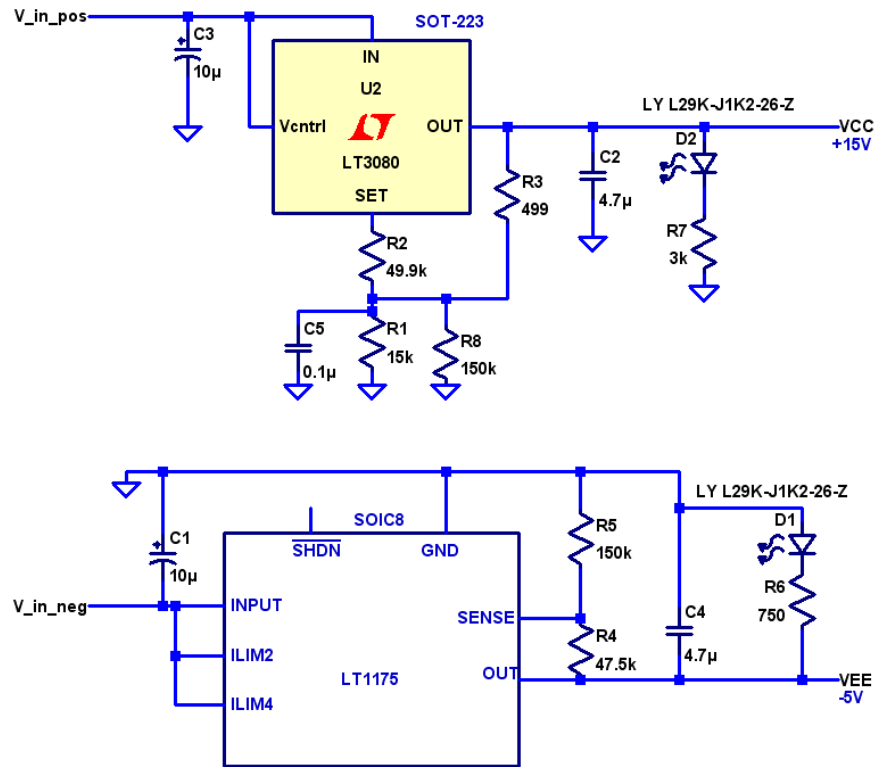 V_in_pos
SOT-223
C3
10µ
IN
U2
Vcntrl
OUT
LT3080
SET
LY L29K-J1K2-26-Z
VCC
+15V
D2
C2
4.7µ
R3
499
R7
3k
R2
49.9k
C5
0.1µ
R1
15k
R8
150k
LY L29K-J1K2-26-Z
SOIC8
C1
10µ
SHDN
GND
R5
150k
D1
V_in_neg
INPUT
SENSE
R6
750
C4
4.7µ
ILIM2
R4
47.5k
LT1175
OUT
ILIM4
VEE
-5V